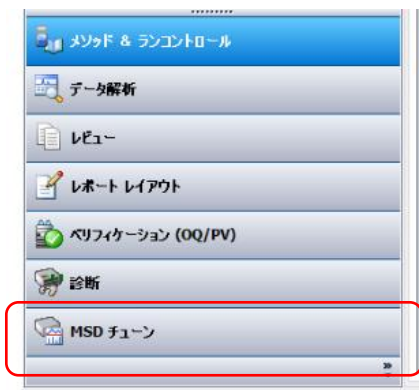 メソッド & ランコントロール
データ解析
レビュー
レポート レイアウト
ベリフィケーション (OQ/PV)
診断
MSD チューン